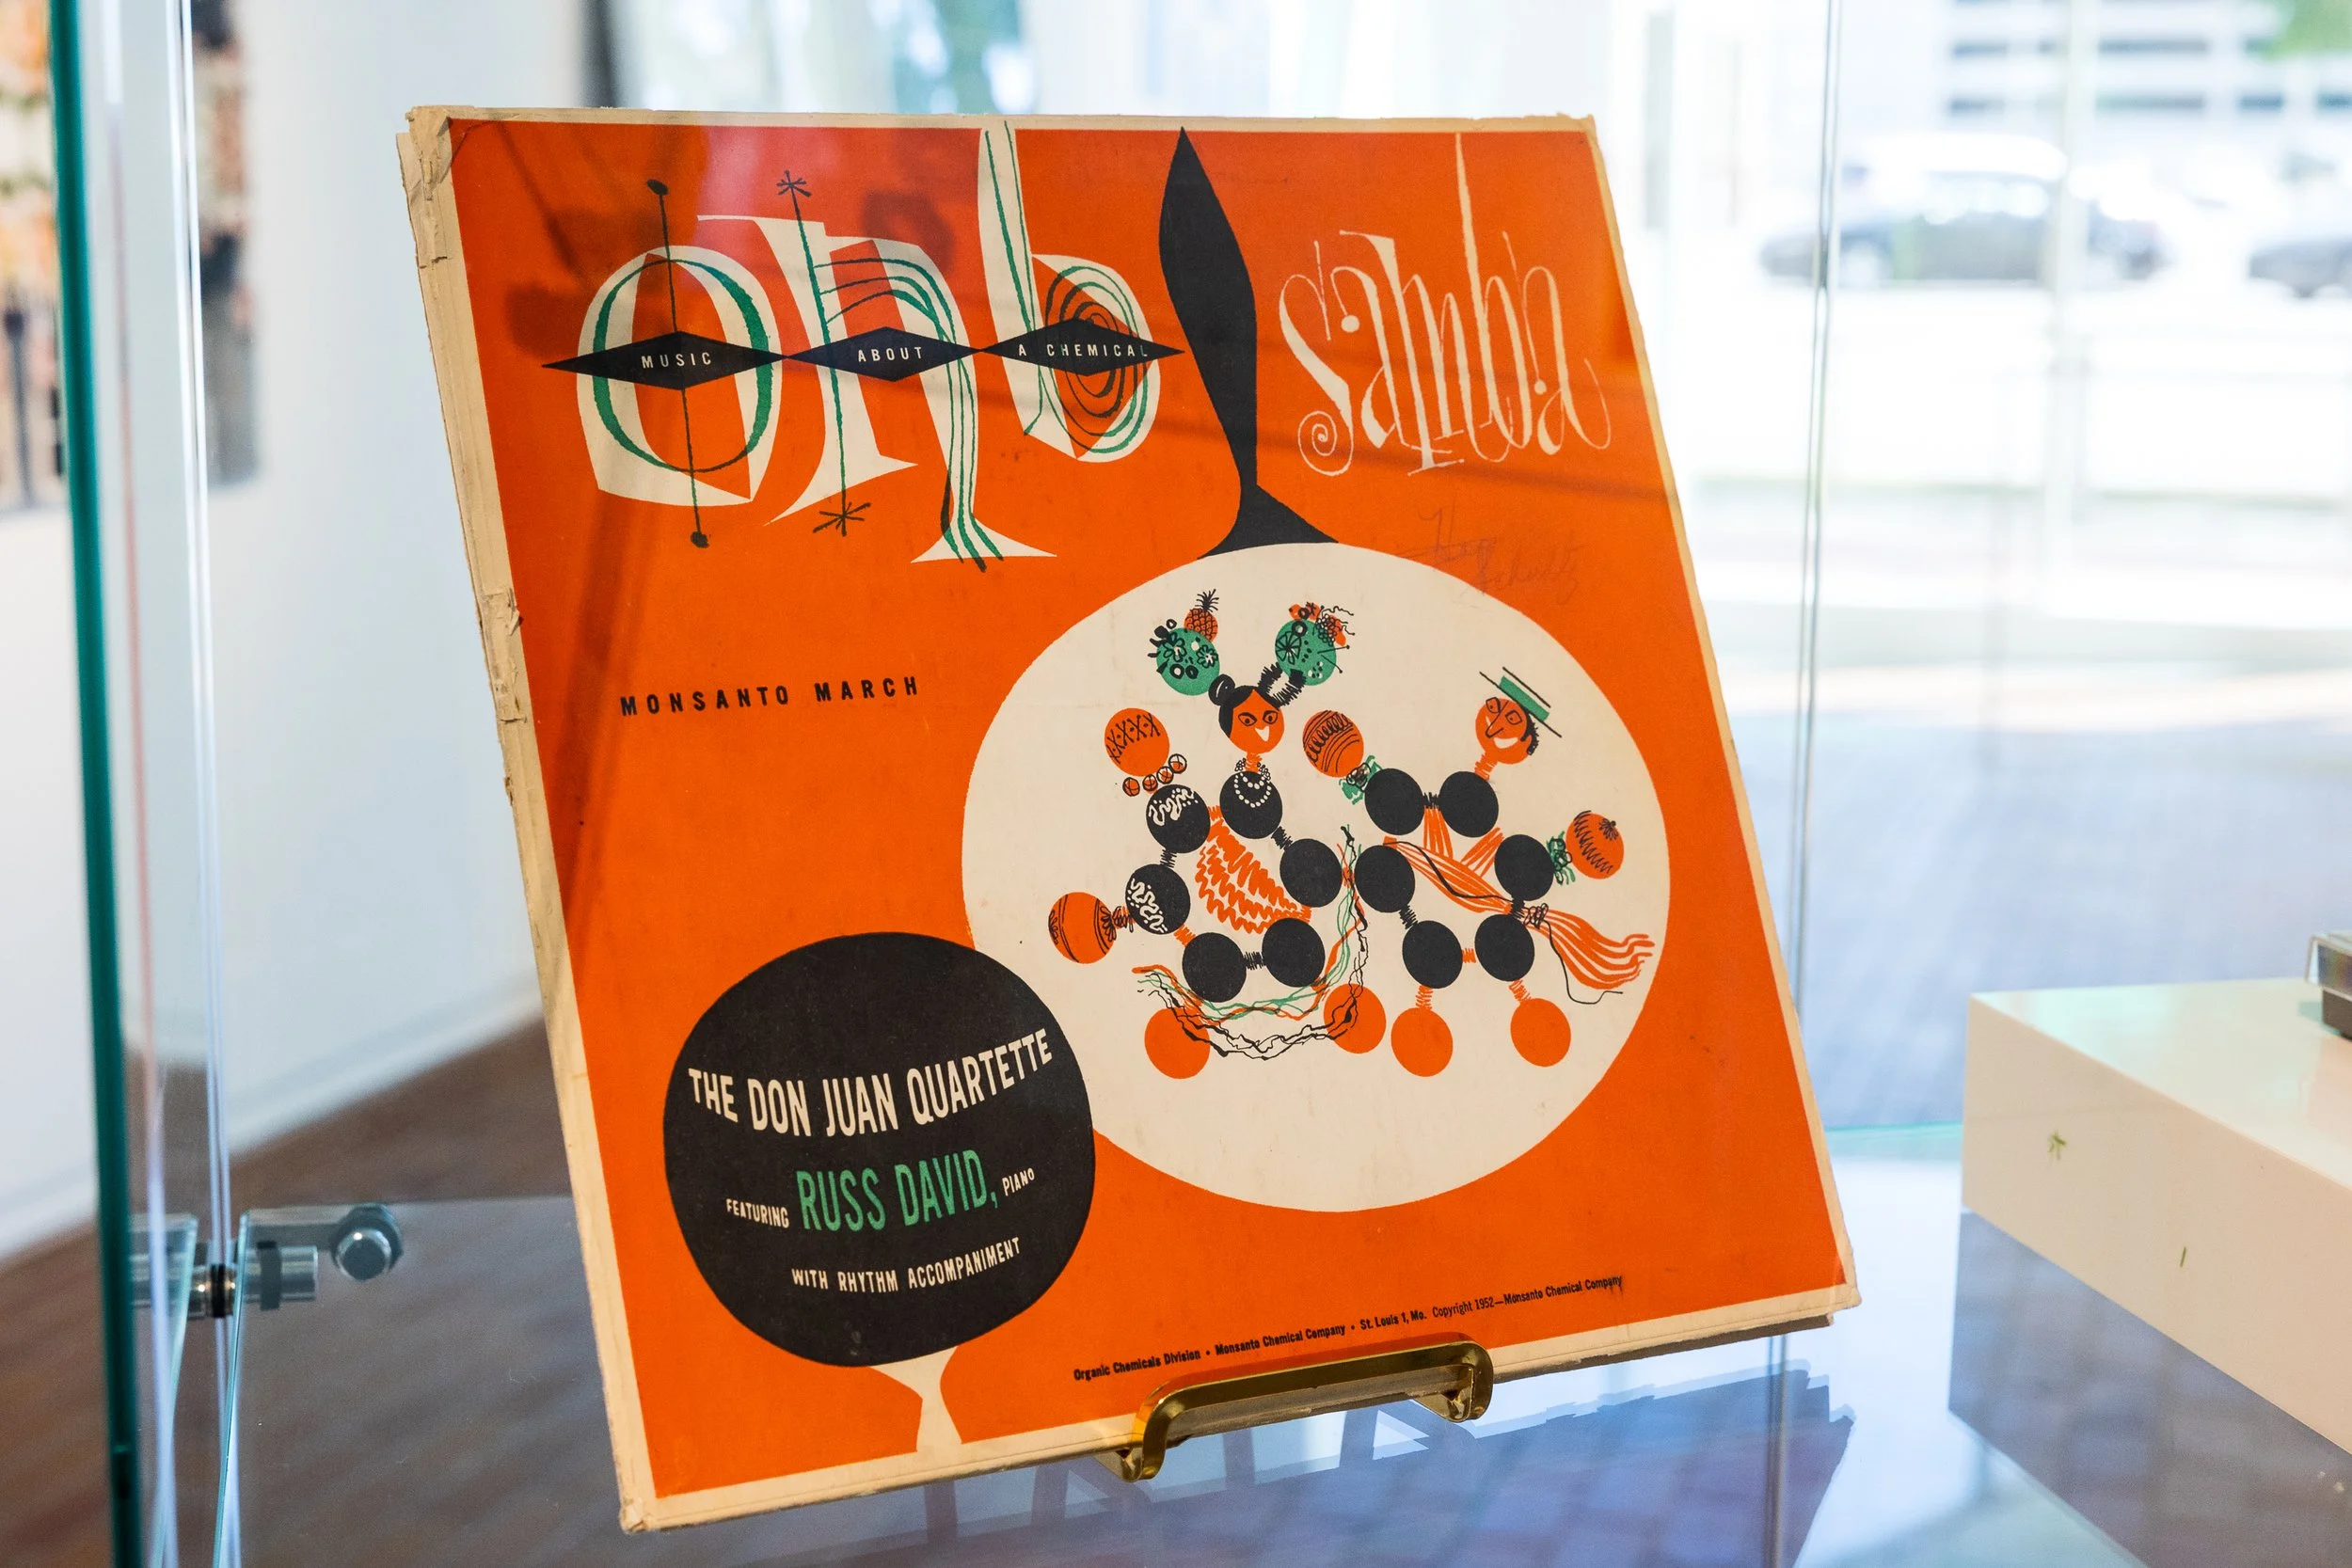 onb samba
MUSIC ABOUT A CHEMICAL
MONSANTO MARCH
THE DON JUAN QUARTETTE
FEATURING RUSS DAVID, PIANO
WITH RHYTHM ACCOMPANIMENT
Organic Chemicals Division • Monsanto Chemical Company • St. Louis 1, Mo. Copyright 1952—Monsanto Chemical Company